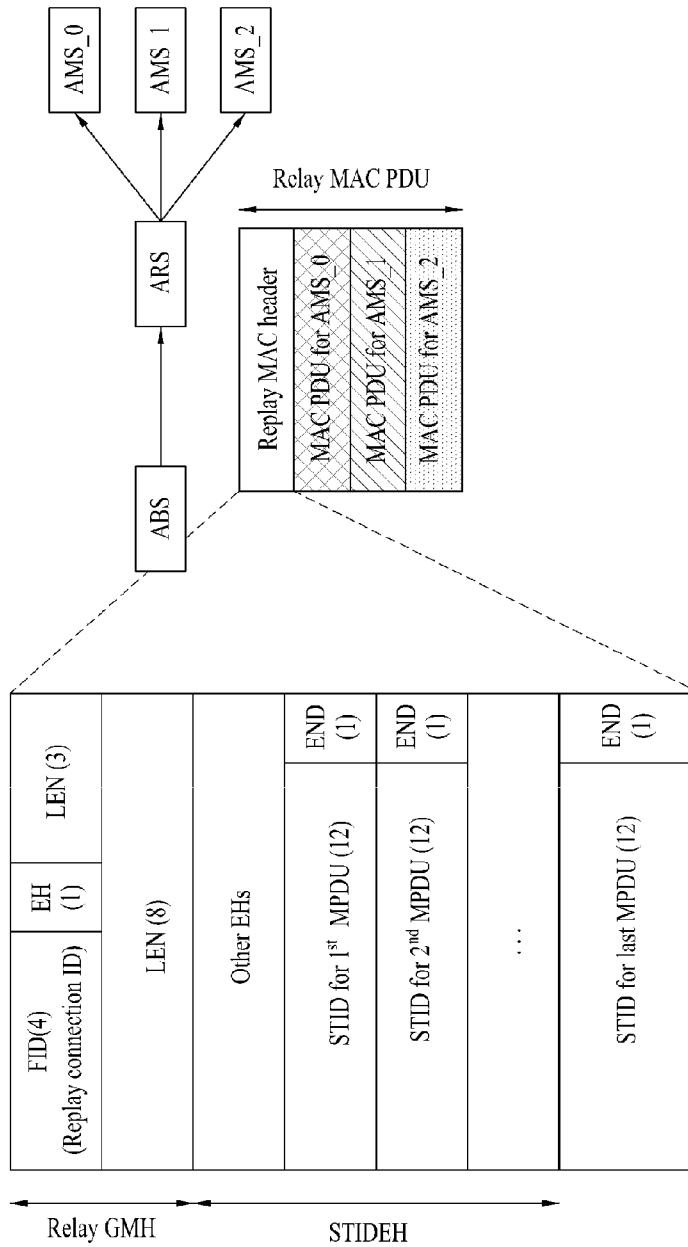 ABS
ARS
AMS_0
AMS 1
AMS_2
Relay MAC PDU
Replay MAC header
MAC PDU for AMS_0
MAC PDU for AMS_1
MAC PDU for AMS_2
Relay GMH
STIDEH
FID(4)
(Replay connection ID)
EH
(1)
LEN (3)
LEN (8)
Other EHs
STID for 1st MPDU (12)
END
(1)
STID for 2nd MPDU (12)
END
(1)
. . .
STID for last MPDU (12)
END
(1)